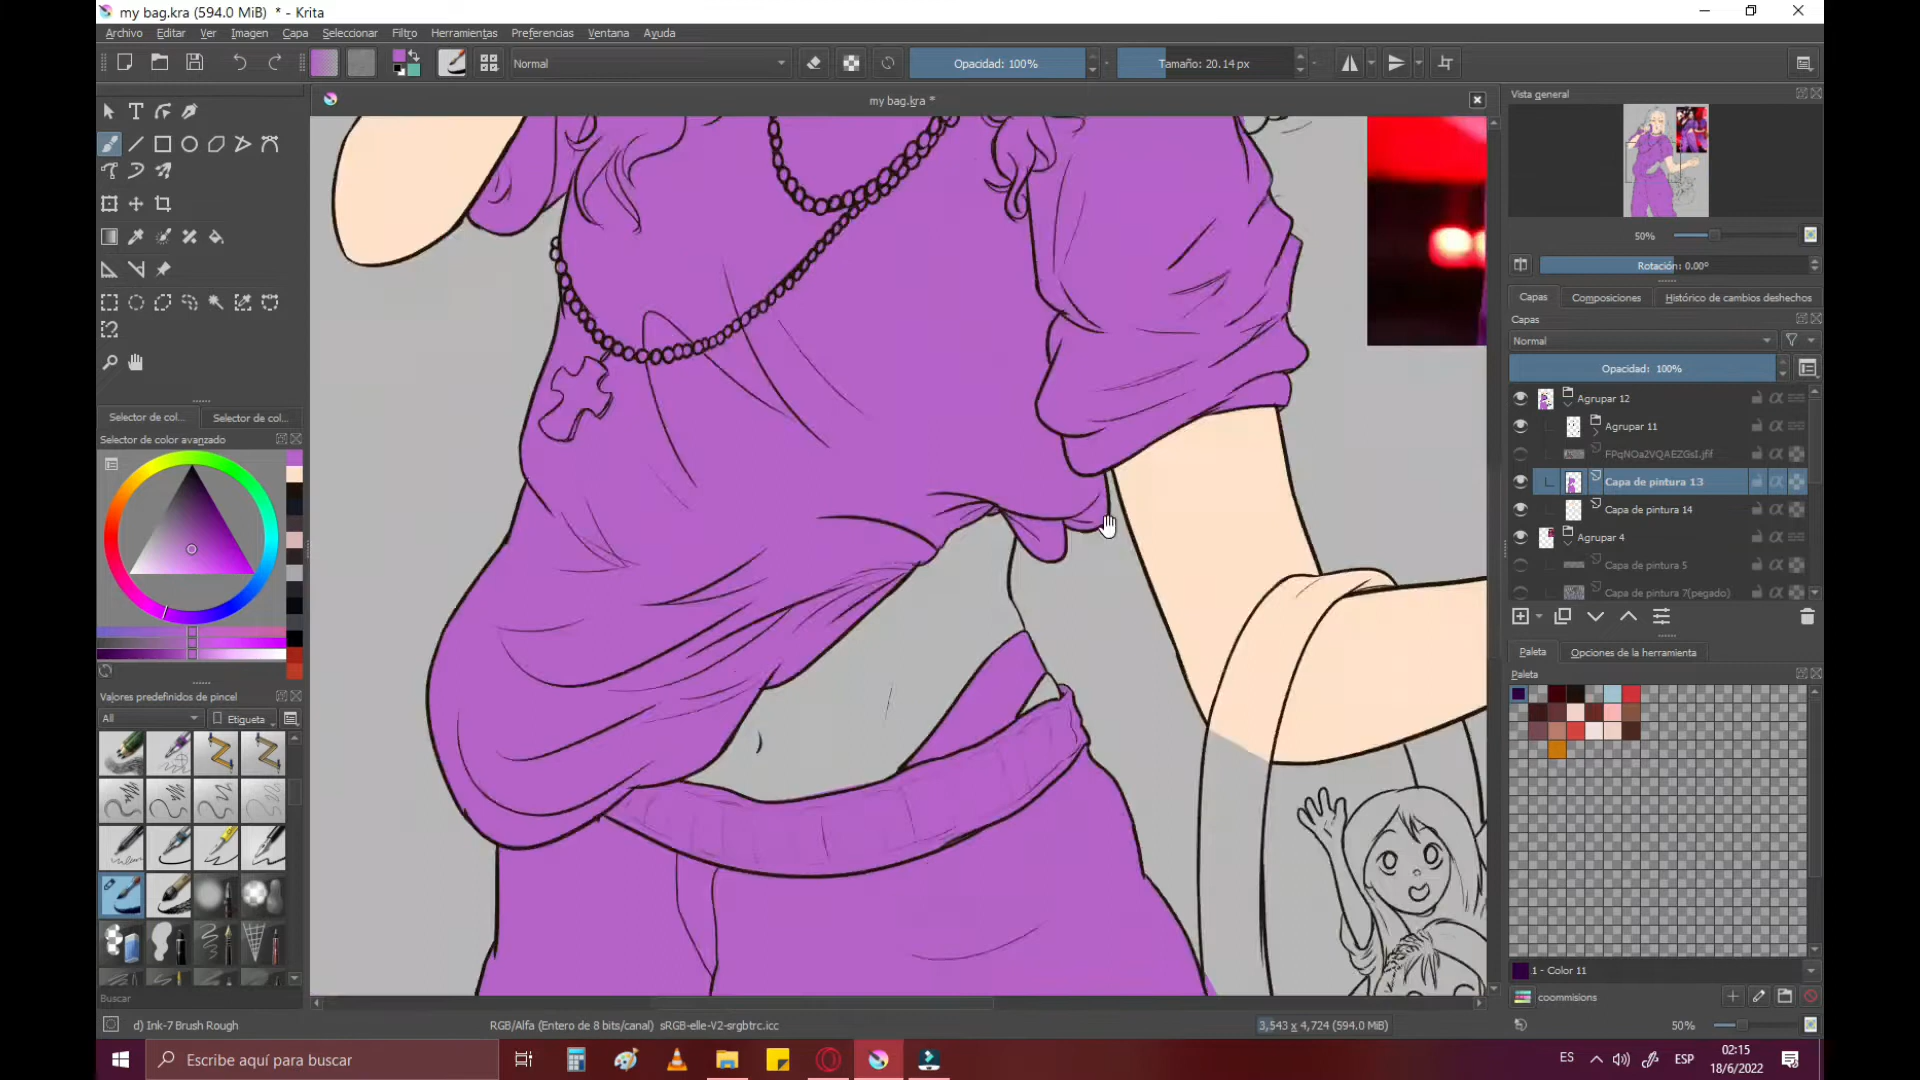 my bag.kra (594.0 MiB) * - Krita
Archivo Editar Ver Imagen Capa Seleccionar Filtro Herramientas Preferencias Ventana Ayuda
Normal Opacidad: 100% Tamaño: 20.14 px
my bag.kra *
Vista general
50%
Rotación: 0.00°
Capas Composiciones Histórico de cambios deshechos
Capas
Normal
Opacidad: 100%
Agrupar 12
Agrupar 11
FPqNOa2VQAEZGsI.jfif
Capa de pintura 13
Capa de pintura 14
Agrupar 4
Capa de pintura 5
Capa de pintura 7(pegado)
Selector de col... Selector de col...
Selector de color avanzado
Valores predefinidos de pincel
All Etiqueta
Paleta Opciones de la herramienta
Paleta
1 - Color 11
coommisions
Buscar
d) Ink-7 Brush Rough RGB/Alfa (Entero de 8 bits/canal) sRGB-elle-V2-srgbtrc.icc 3,543 x 4,724 (594.0 MiB) 50%
Escribe aquí para buscar
ES ESP
02:15
18/6/2022